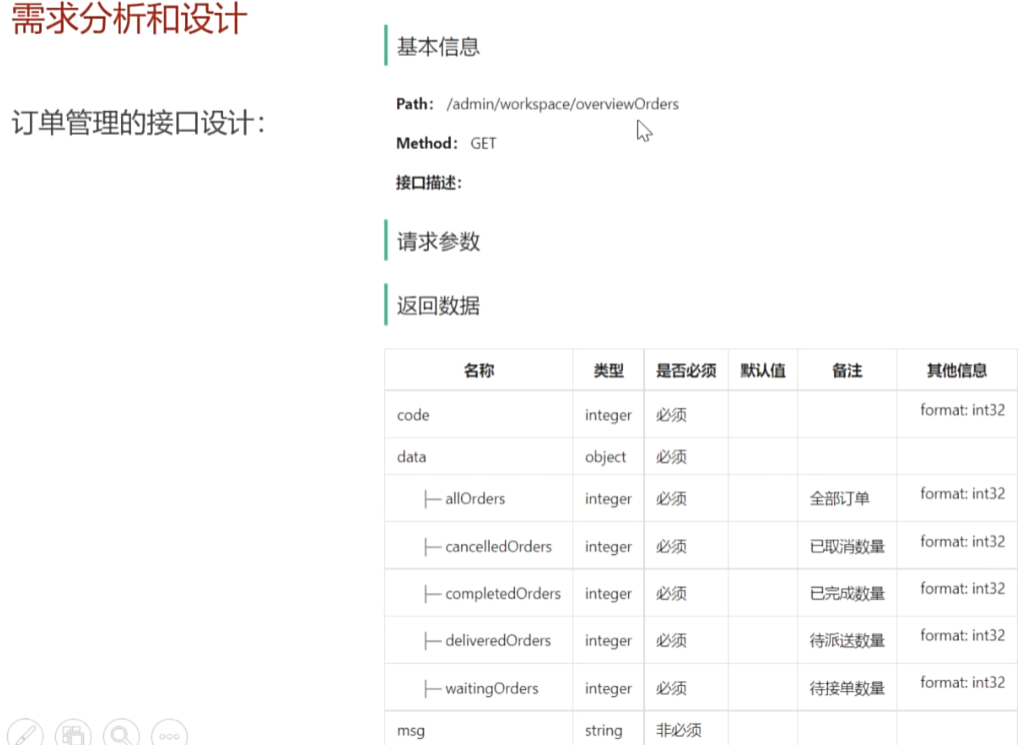 需求分析和设计
订单管理的接口设计：
基本信息
Path： /admin/workspace/overviewOrders
Method： GET
接口描述：
请求参数
返回数据
名称 类型 是否必须 默认值 备注 其他信息
code integer 必须 format: int32
data object 必须
├─ allOrders integer 必须 全部订单 format: int32
├─ cancelledOrders integer 必须 已取消数量 format: int32
├─ completedOrders integer 必须 已完成数量 format: int32
├─ deliveredOrders integer 必须 待派送数量 format: int32
├─ waitingOrders integer 必须 待接单数量 format: int32
msg string 非必须